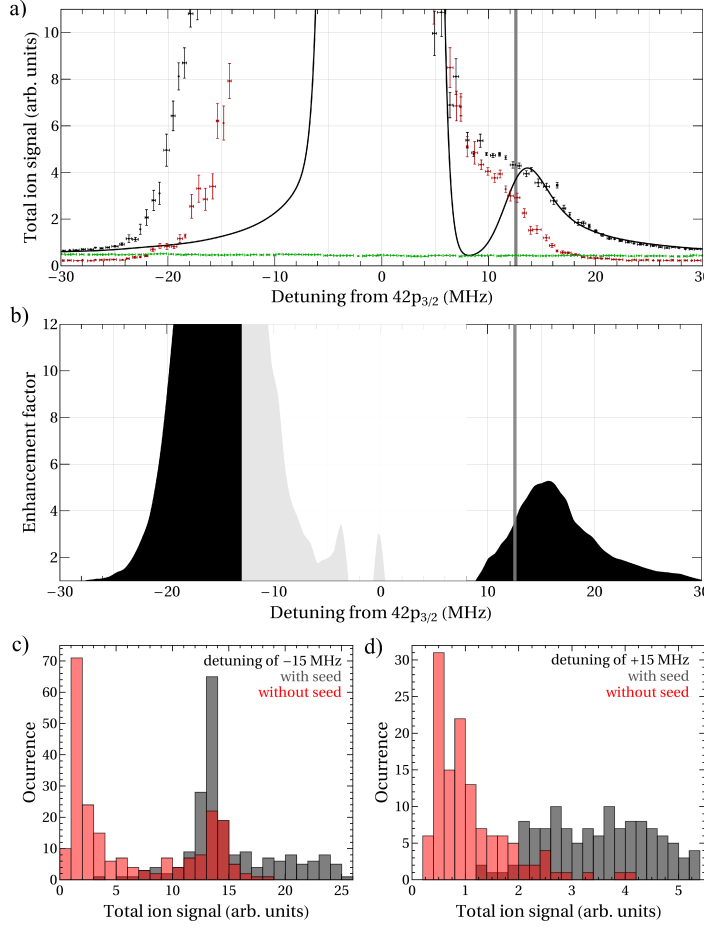 a)
Total ion signal (arb. units)
10
8
6
4
2
0
−30
−20
−10
0
10
20
30
Detuning from 42p3/2 (MHz)
b)
Enhancement factor
12
10
8
6
4
2
−30
−20
−10
0
10
20
30
Detuning from 42p3/2 (MHz)
c)
Ocurrence
70
60
50
40
30
20
10
0
detuning of −15 MHz
with seed
without seed
0
5
10
15
20
25
Total ion signal (arb. units)
d)
Ocurrence
30
25
20
15
10
5
0
detuning of +15 MHz
with seed
without seed
0
1
2
3
4
5
Total ion signal (arb. units)